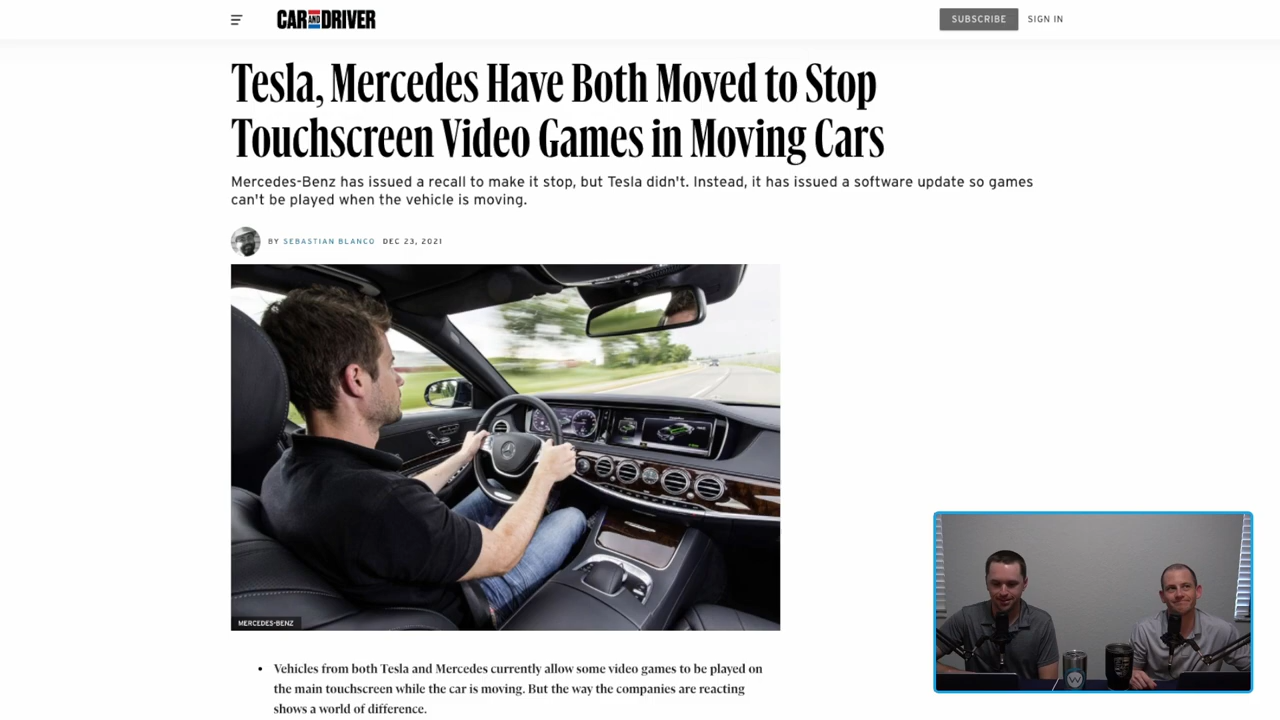 CAR AND DRIVER
SUBSCRIBE
SIGN IN
Tesla, Mercedes Have Both Moved to Stop
Touchscreen Video Games in Moving Cars
Mercedes-Benz has issued a recall to make it stop, but Tesla didn't. Instead, it has issued a software update so games
can't be played when the vehicle is moving.
BY SEBASTIAN BLANCO DEC 23, 2021
MERCEDES-BENZ
• Vehicles from both Tesla and Mercedes currently allow some video games to be played on
the main touchscreen while the car is moving. But the way the companies are reacting
shows a world of difference.